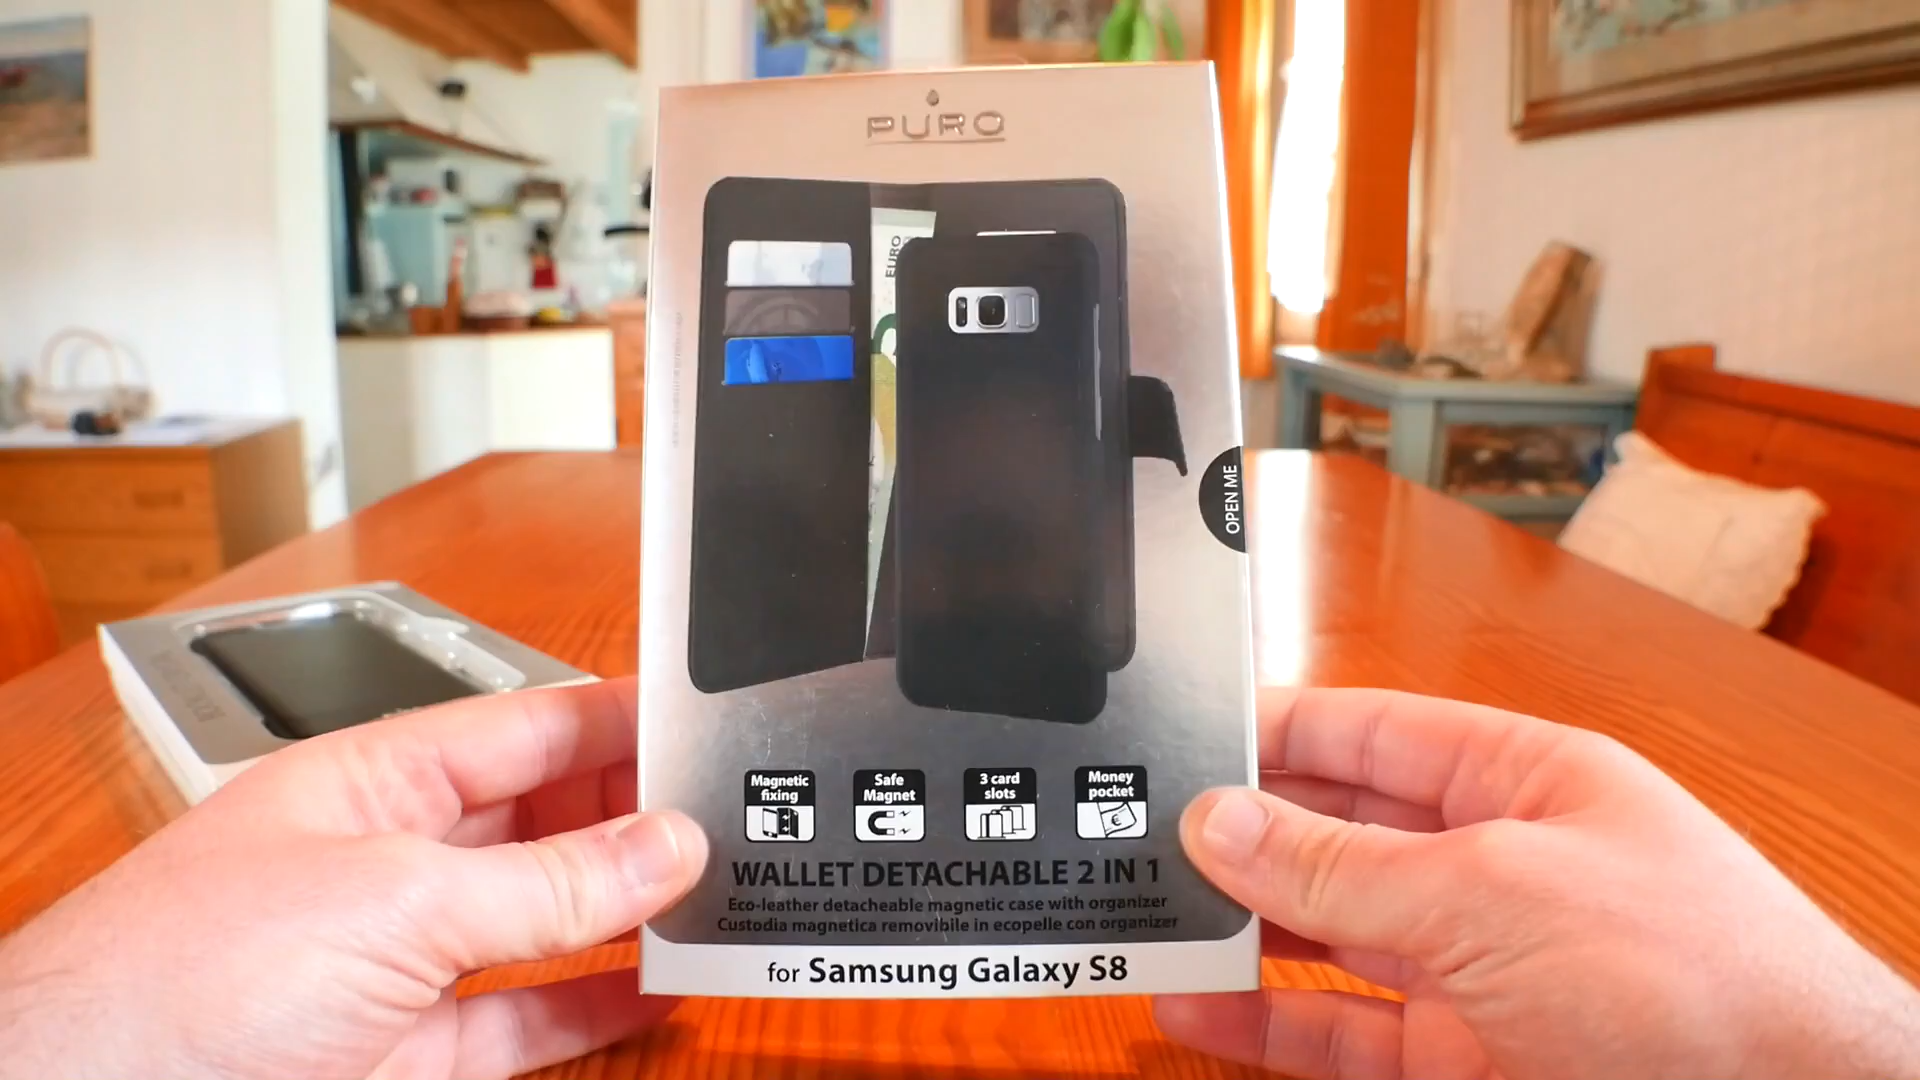 PURO
EURO
OPEN ME
Magnetic
fixing
Safe
Magnet
3 card
slots
Money
pocket
WALLET DETACHABLE 2 IN 1
Eco-leather detacheable magnetic case with organizer
Custodia magnetica removibile in ecopelle con organizer
for Samsung Galaxy S8